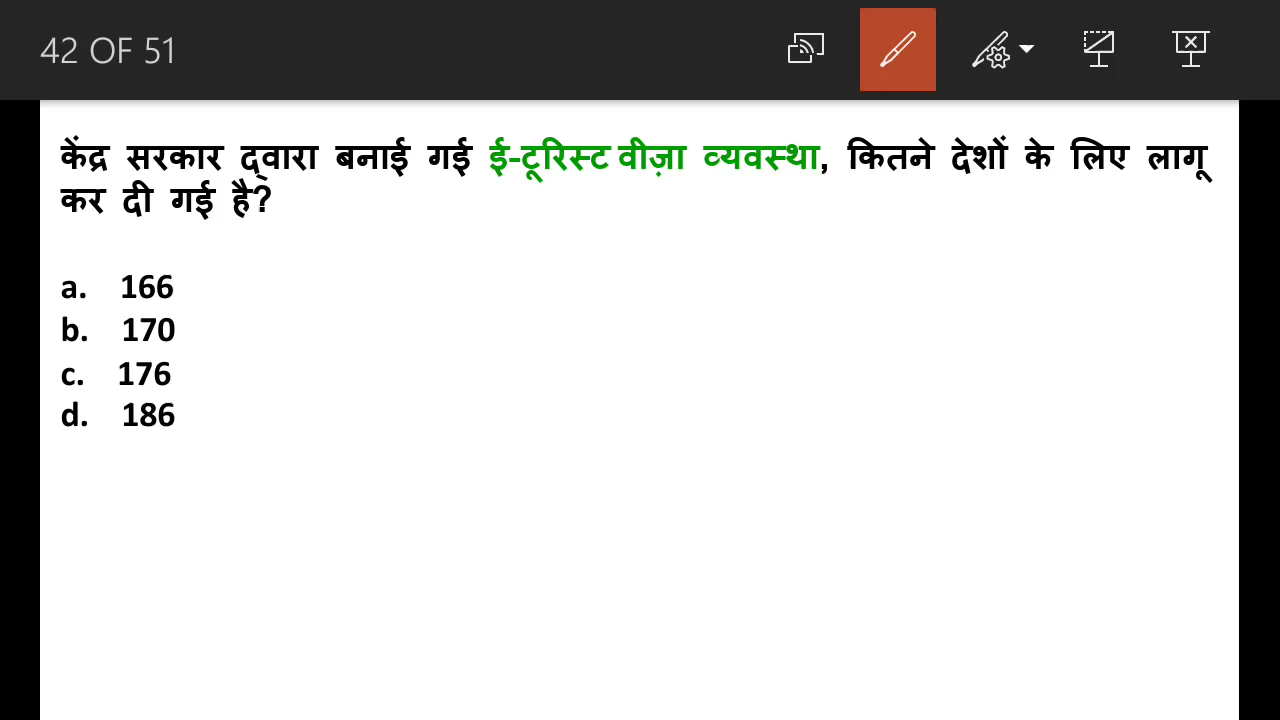 42 OF 51
केंद्र सरकार द्वारा बनाई गई ई-टूरिस्ट वीज़ा व्यवस्था, कितने देशों के लिए लागू
कर दी गई है?
a. 166
b. 170
c. 176
d. 186